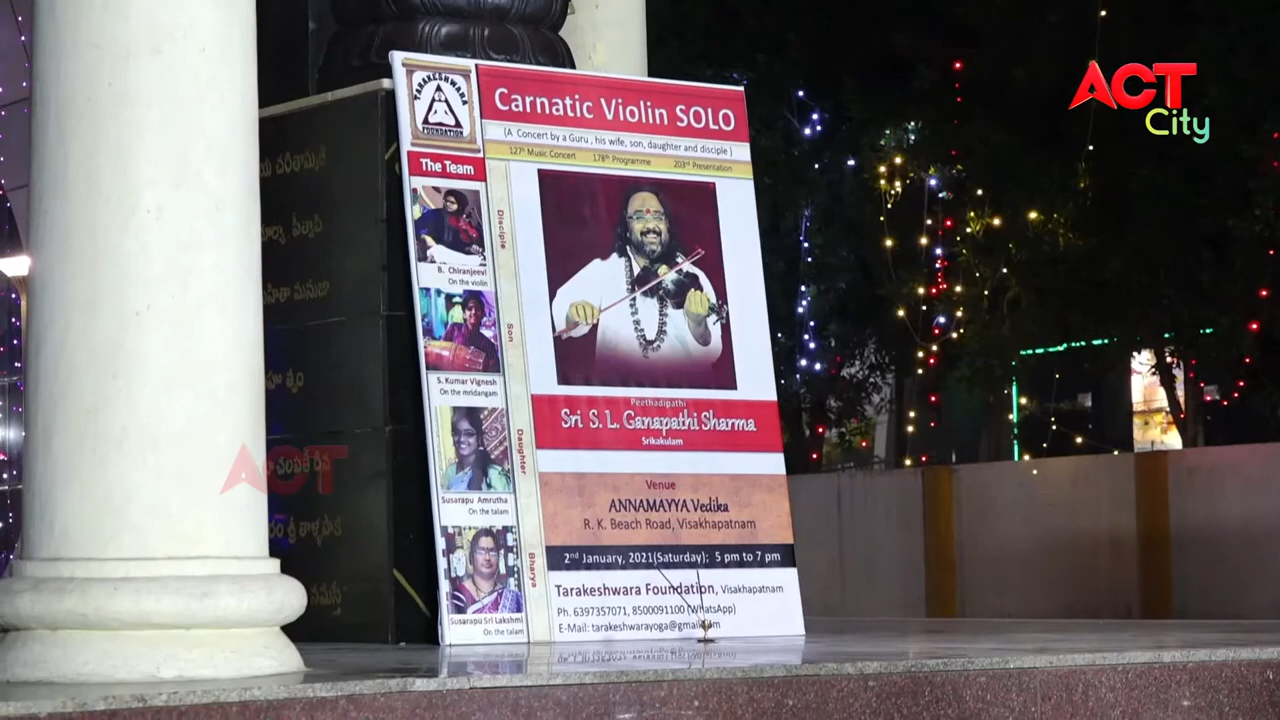 ACT
City
TARAKESHWARA
FOUNDATION
Carnatic Violin SOLO
(A Concert by a Guru , his wife, son, daughter and disciple )
127th Music Concert 178th Programme 203rd Presentation
The Team
Disciple
B. Chiranjeevi
On the violin
Son
S. Kumar Vignesh
On the mridangam
Daughter
Susarapu Amrutha
On the talam
Bharya
Susarapu Sri Lakshmi
On the talam
Peethadipathi
Sri S. L. Ganapathi Sharma
Srikakulam
Venue
ANNAMAYYA Vedika
R. K. Beach Road, Visakhapatnam
2nd January, 2021(Saturday); 5 pm to 7 pm
Tarakeshwara Foundation, Visakhapatnam
Ph. 6397357071, 8500091100 (WhatsApp)
E-Mail: tarakeshwarayoga@gmail.com
ACT